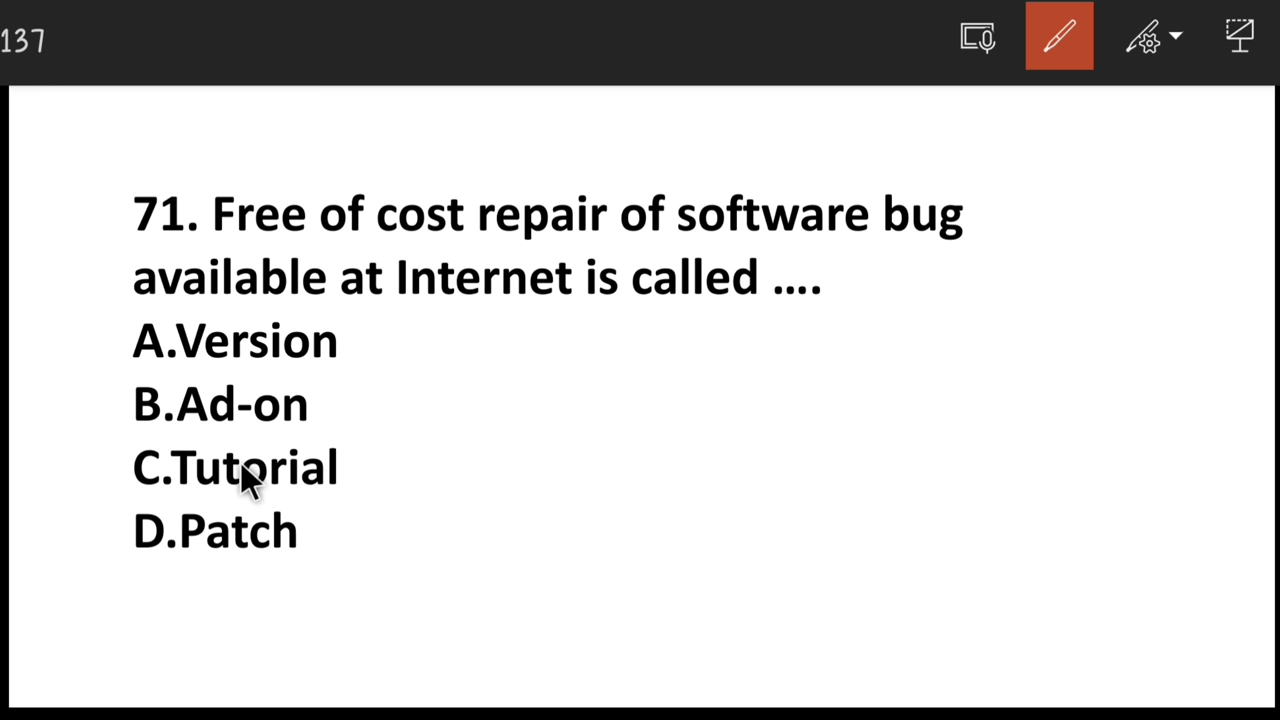 137
71. Free of cost repair of software bug
available at Internet is called ....
A.Version
B.Ad-on
C.Tutorial
D.Patch